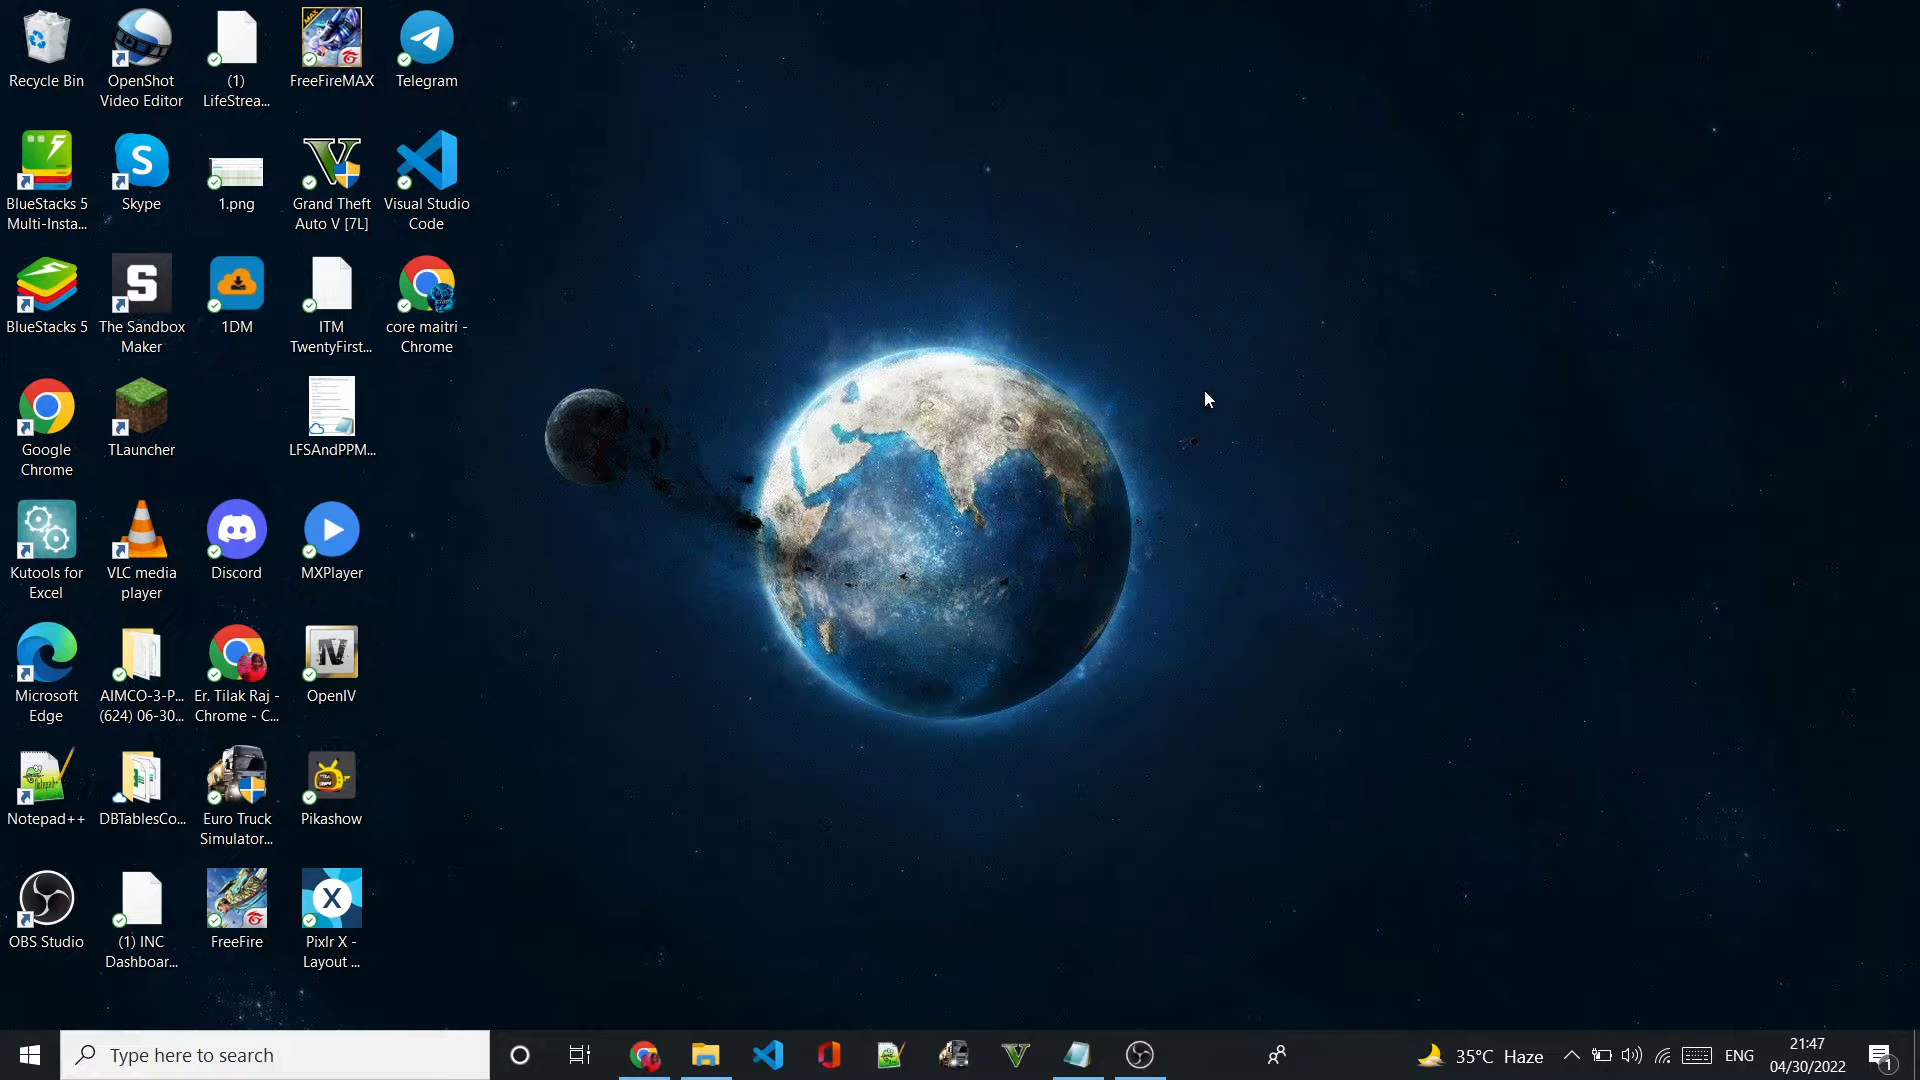 Recycle Bin
OpenShot
Video Editor
(1)
LifeStrea...
FreeFireMAX
Telegram
BlueStacks 5
Multi-Insta...
Skype
1.png
Grand Theft
Auto V [7L]
Visual Studio
Code
BlueStacks 5
The Sandbox
Maker
1DM
ITM
TwentyFirst...
core maitri -
Chrome
Google
Chrome
TLauncher
LFSAndPPM...
Kutools for
Excel
VLC media
player
Discord
MXPlayer
Microsoft
Edge
AIMCO-3-P...
(624) 06-30...
Er. Tilak Raj -
Chrome - C...
OpenIV
Notepad++
DBTablesCo...
Euro Truck
Simulator...
Pikashow
OBS Studio
(1) INC
Dashboar...
FreeFire
Pixlr X -
Layout ...
Type here to search
35°C Haze
ENG
21:47
04/30/2022
1